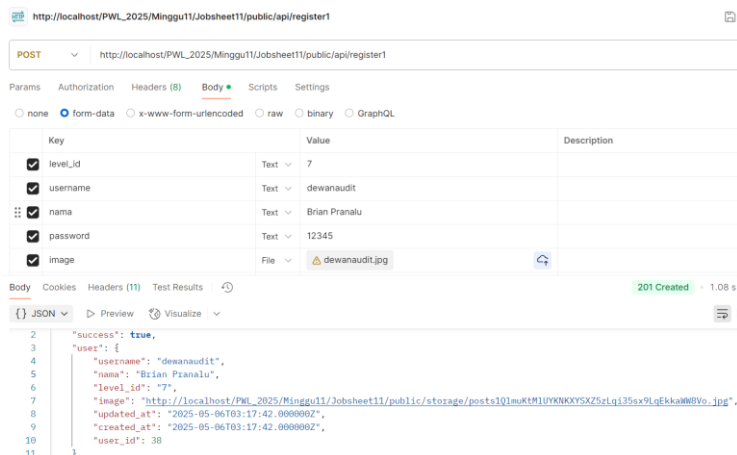 http://localhost/PWL_2025/Minggu11/Jobsheet11/public/api/register1
POST http://localhost/PWL_2025/Minggu11/Jobsheet11/public/api/register1
Params Authorization Headers (8) Body Scripts Settings
none form-data x-www-form-urlencoded raw binary GraphQL
Key Value Description
level_id Text 7
username Text dewanaudit
nama Text Brian Pranalu
password Text 12345
image File dewanaudit.jpg
Body Cookies Headers (11) Test Results 201 Created 1.08 s
{} JSON Preview Visualize
2 "success": true,
3 "user": {
4 "username": "dewanaudit",
5 "nama": "Brian Pranalu",
6 "level_id": "7",
7 "image": "http://localhost/PWL_2025/Minggu11/Jobsheet11/public/storage/posts1QlmuKtMlUYKNKXYSXZ5zLqi35sx9LqEkkaWW8Vo.jpg",
8 "updated_at": "2025-05-06T03:17:42.000000Z",
9 "created_at": "2025-05-06T03:17:42.000000Z",
10 "user_id": 38
11 }